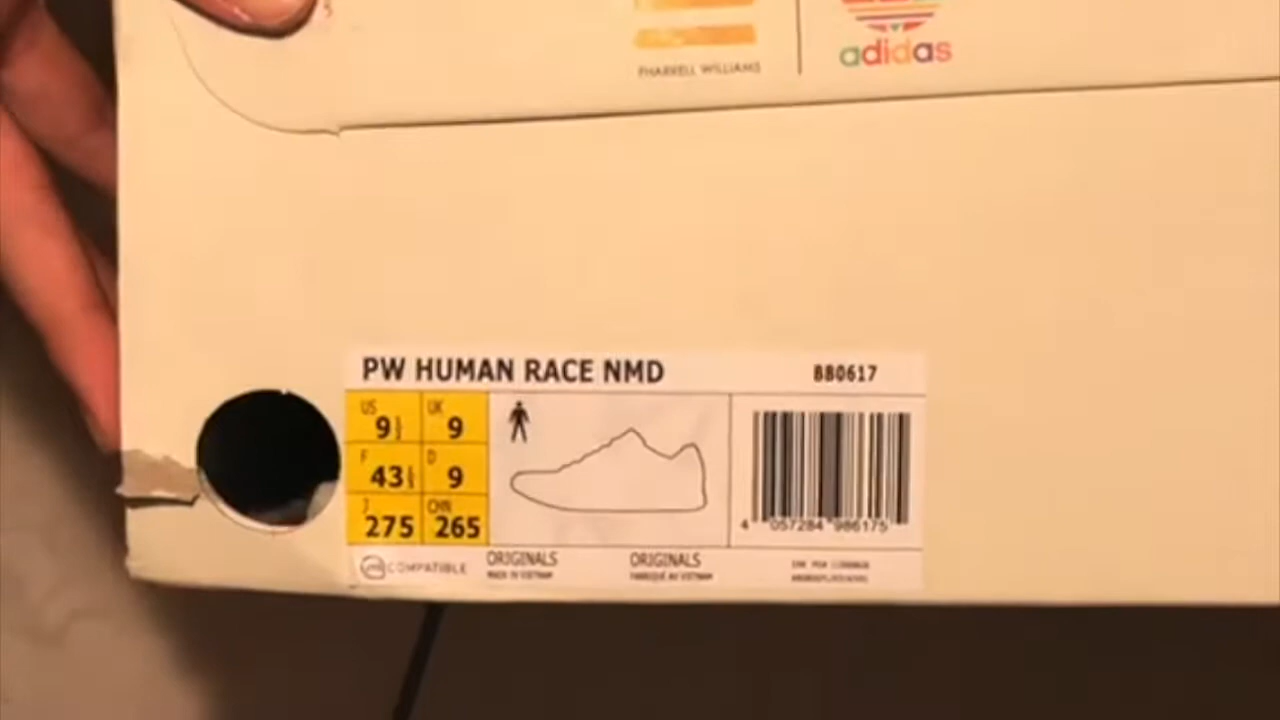 PHARRELL WILLIAMS
adidas
PW HUMAN RACE NMD
BB0617
US 9½ UK 9
F 43⅓ D 9
J 275 CHN 265
4 057284 986175
COMPATIBLE
ORIGINALS ORIGINALS
MADE IN VIETNAM FABRIQUÉ AU VIETNAM